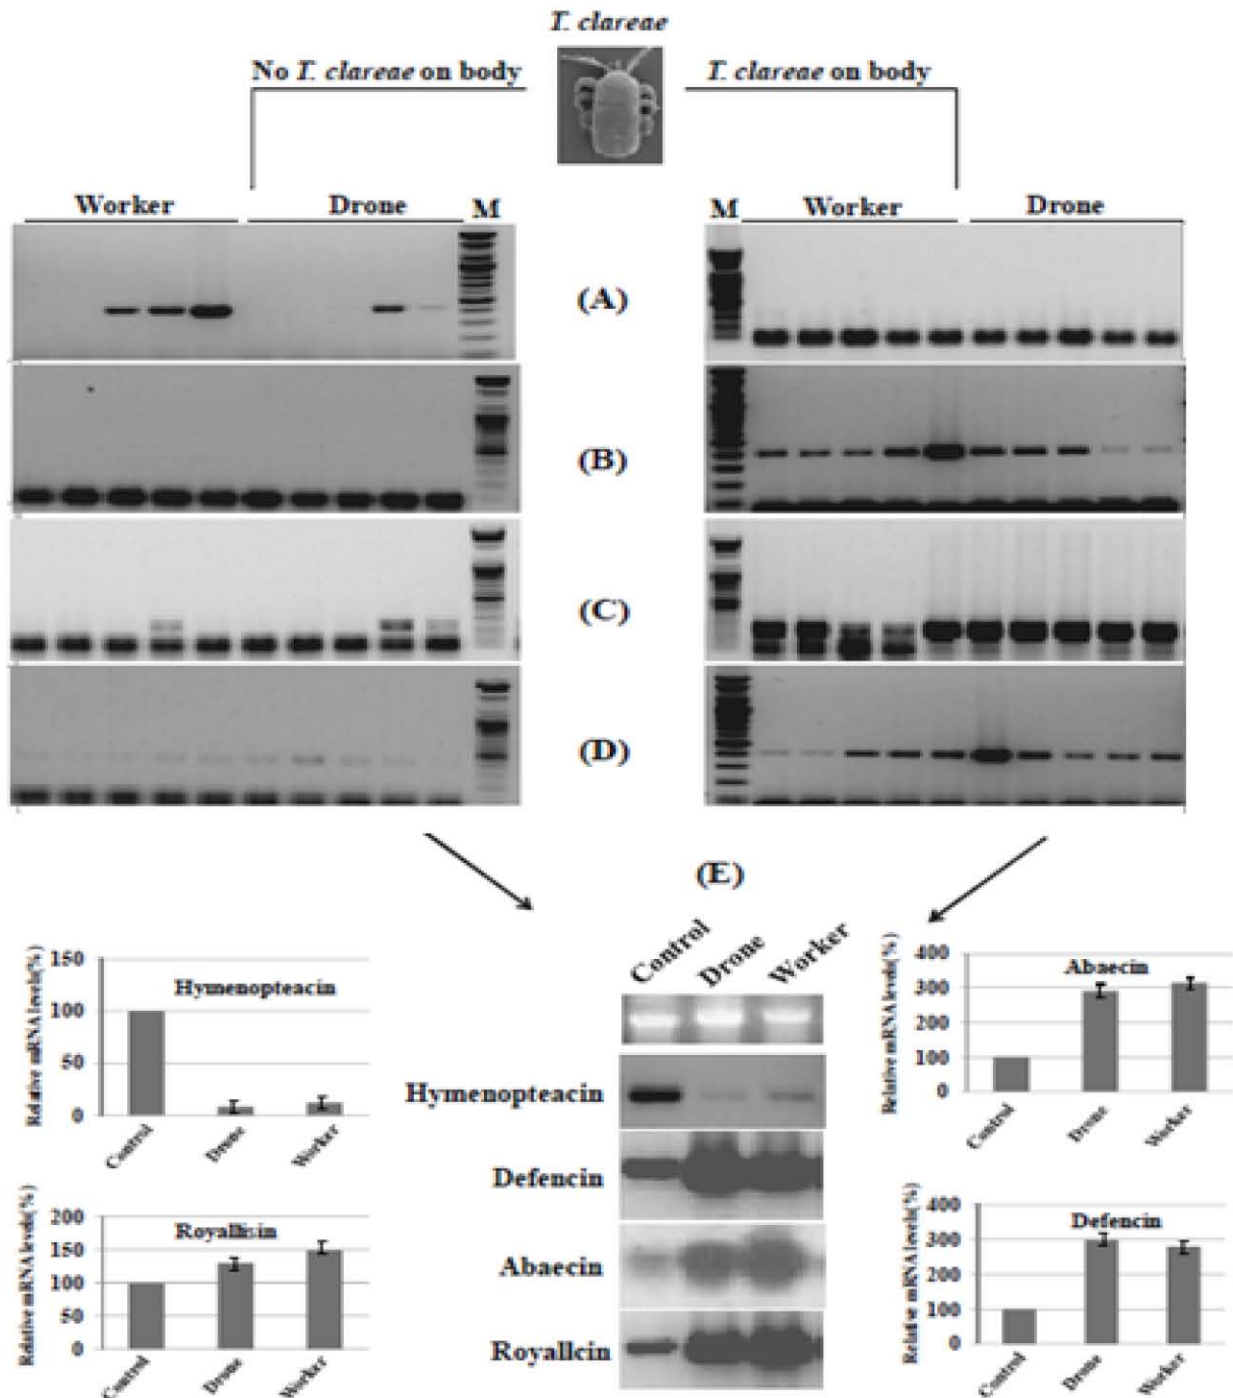 T. clareae
No T. clareae on body
T. clareae on body
Worker
Drone
M
M
Worker
Drone
(A)
(B)
(C)
(D)
(E)
Control
Drone
Worker
Hymenopteacin
Defencin
Abaecin
Royallcin
Relative mRNA levels(%)
150
100
50
0
Hymenopteacin
Control
Drone
Worker
Relative mRNA levels(%)
200
150
100
50
0
Royallisin
Control
Drone
Worker
Relative mRNA levels(%)
400
300
200
100
0
Abaecin
Control
Drone
Worker
Relative mRNA levels(%)
400
300
200
100
0
Defencin
Control
Drone
Worker